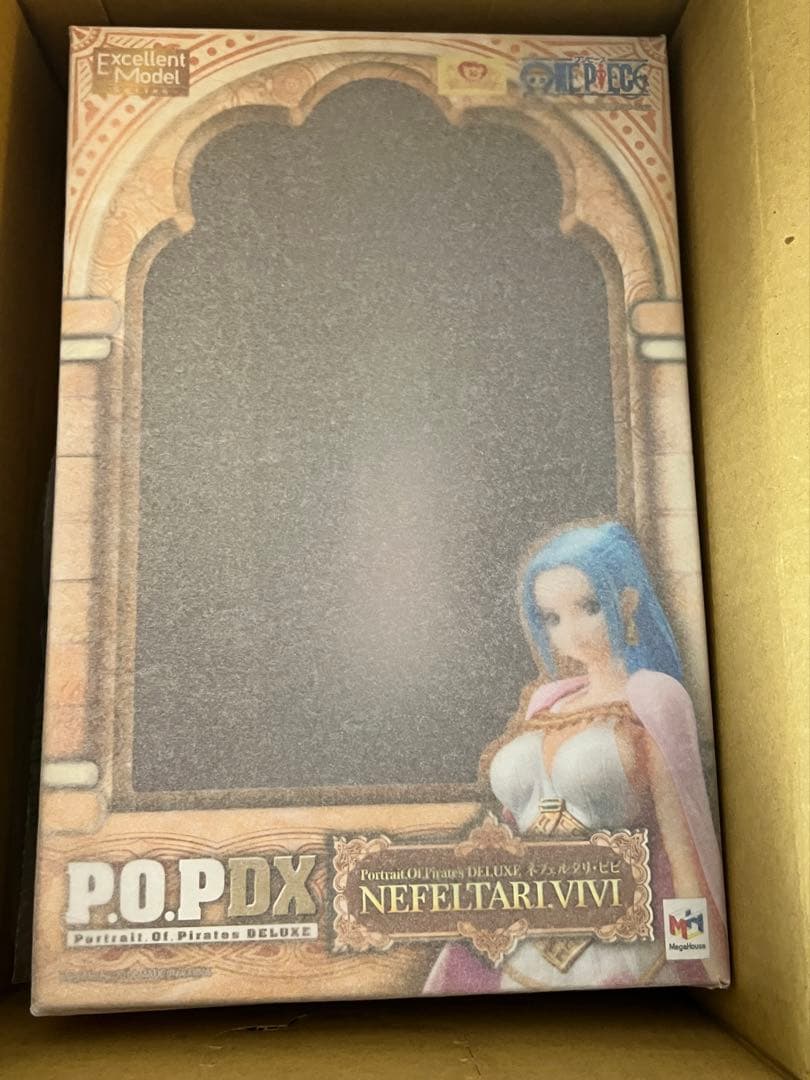 Excellent
Model
ONE PIECE
P.O.P DX
Portrait.Of.Pirates DELUXE
Portrait.Of.Pirates DELUXE ネフェルタリ・ビビ
NEFELTARI.VIVI
MegaHouse